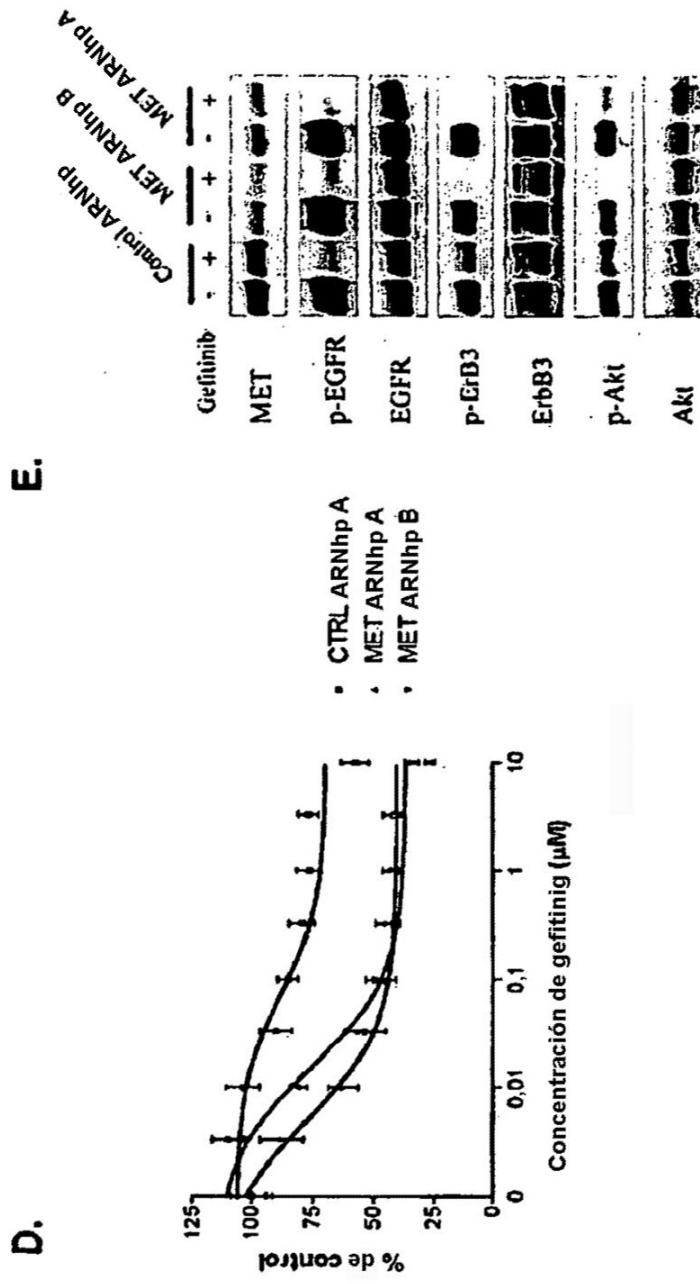 D.
% de control
125
100
75
50
25
0
0
0,01
0,1
1
10
Concentración de gefitinig (µM)
CTRL ARNhp A
MET ARNhp A
MET ARNhp B
E.
Control ARNhp
MET ARNhp B
MET ARNhp A
Gefitinib - + - + - +
MET
p-EGFR
EGFR
p-ErB3
ErbB3
p-Akt
Akt